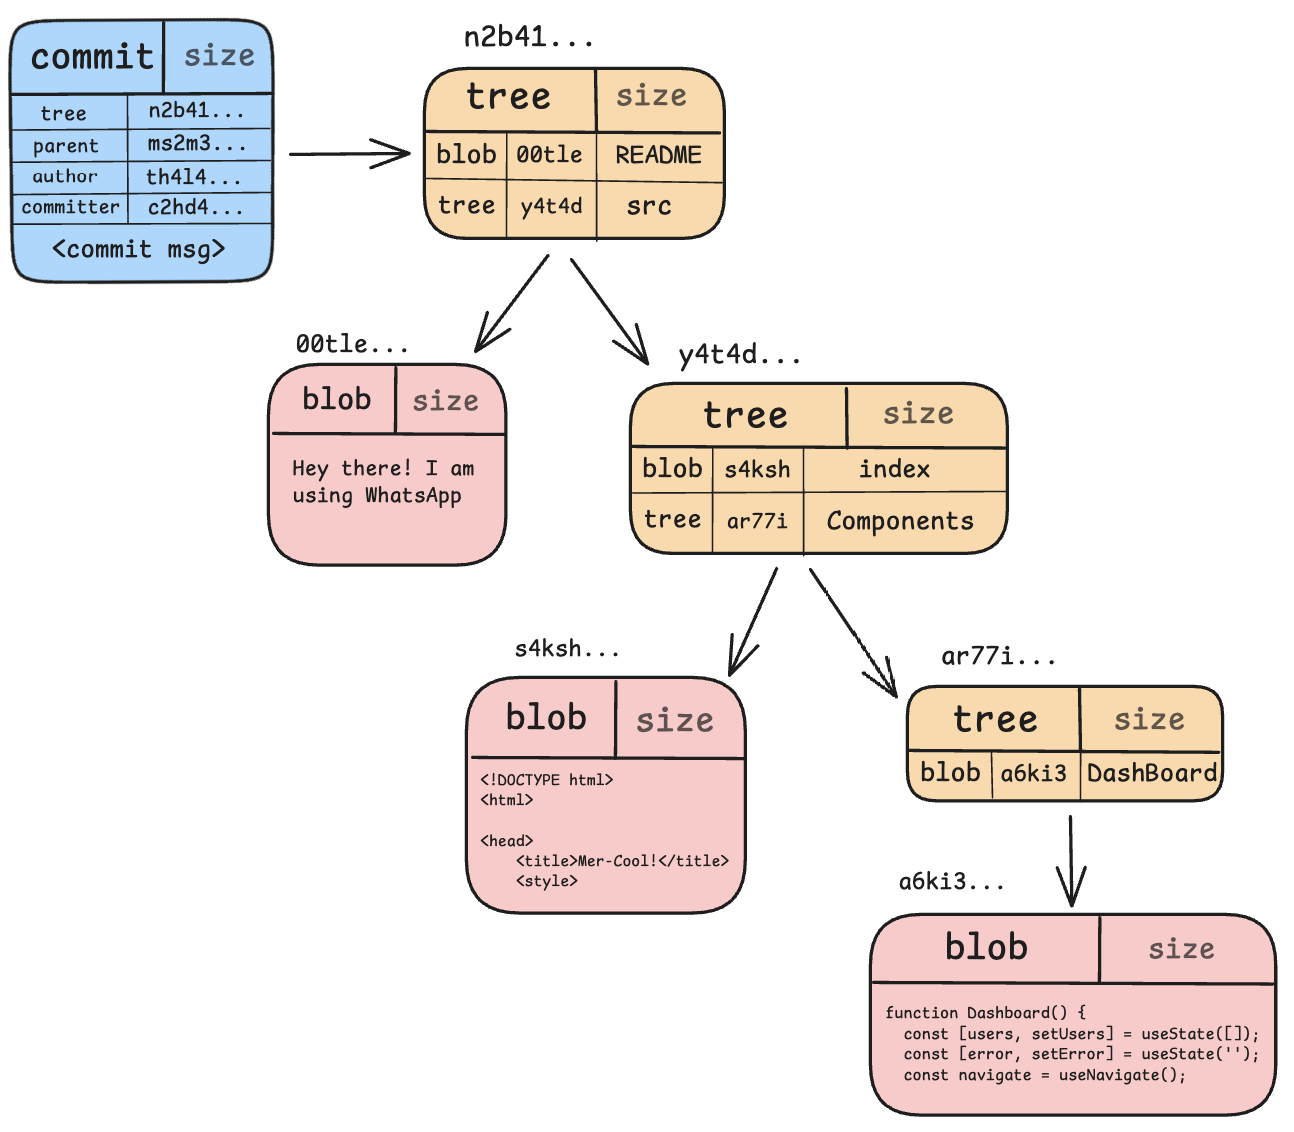 commit size
tree n2b41...
parent ms2m3...
author th4l4...
committer c2hd4...
<commit msg>
n2b41...
tree size
blob 00tle README
tree y4t4d src
00tle...
blob size
Hey there! I am
using WhatsApp
y4t4d...
tree size
blob s4ksh index
tree ar77i Components
s4ksh...
blob size
<!DOCTYPE html>
<html>
<head>
<title>Mer-Cool!</title>
<style>
ar77i...
tree size
blob a6ki3 DashBoard
a6ki3...
blob size
function Dashboard() {
const [users, setUsers] = useState([]);
const [error, setError] = useState('');
const navigate = useNavigate();